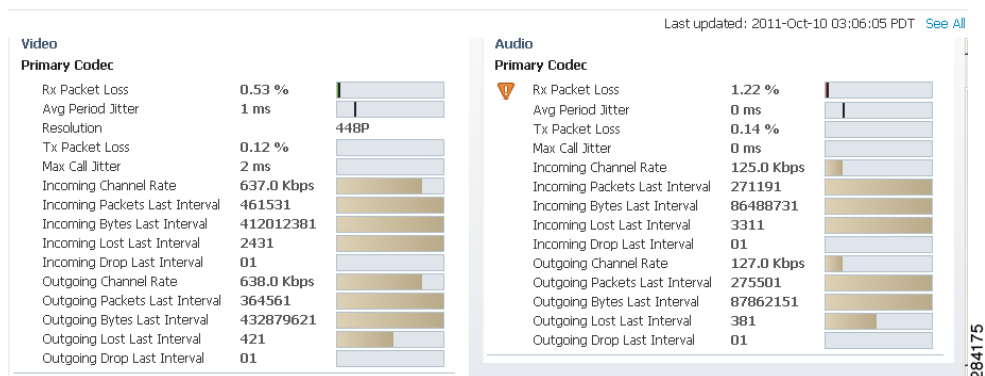 Last updated: 2011-Oct-10 03:06:05 PDT See All
Video
Primary Codec
Rx Packet Loss 0.53 %
Avg Period Jitter 1 ms
Resolution 448P
Tx Packet Loss 0.12 %
Max Call Jitter 2 ms
Incoming Channel Rate 637.0 Kbps
Incoming Packets Last Interval 461531
Incoming Bytes Last Interval 412012381
Incoming Lost Last Interval 2431
Incoming Drop Last Interval 01
Outgoing Channel Rate 638.0 Kbps
Outgoing Packets Last Interval 364561
Outgoing Bytes Last Interval 432879621
Outgoing Lost Last Interval 421
Outgoing Drop Last Interval 01
Audio
Primary Codec
Rx Packet Loss 1.22 %
Avg Period Jitter 0 ms
Tx Packet Loss 0.14 %
Max Call Jitter 0 ms
Incoming Channel Rate 125.0 Kbps
Incoming Packets Last Interval 271191
Incoming Bytes Last Interval 86488731
Incoming Lost Last Interval 3311
Incoming Drop Last Interval 01
Outgoing Channel Rate 127.0 Kbps
Outgoing Packets Last Interval 275501
Outgoing Bytes Last Interval 87862151
Outgoing Lost Last Interval 381
Outgoing Drop Last Interval 01
284175